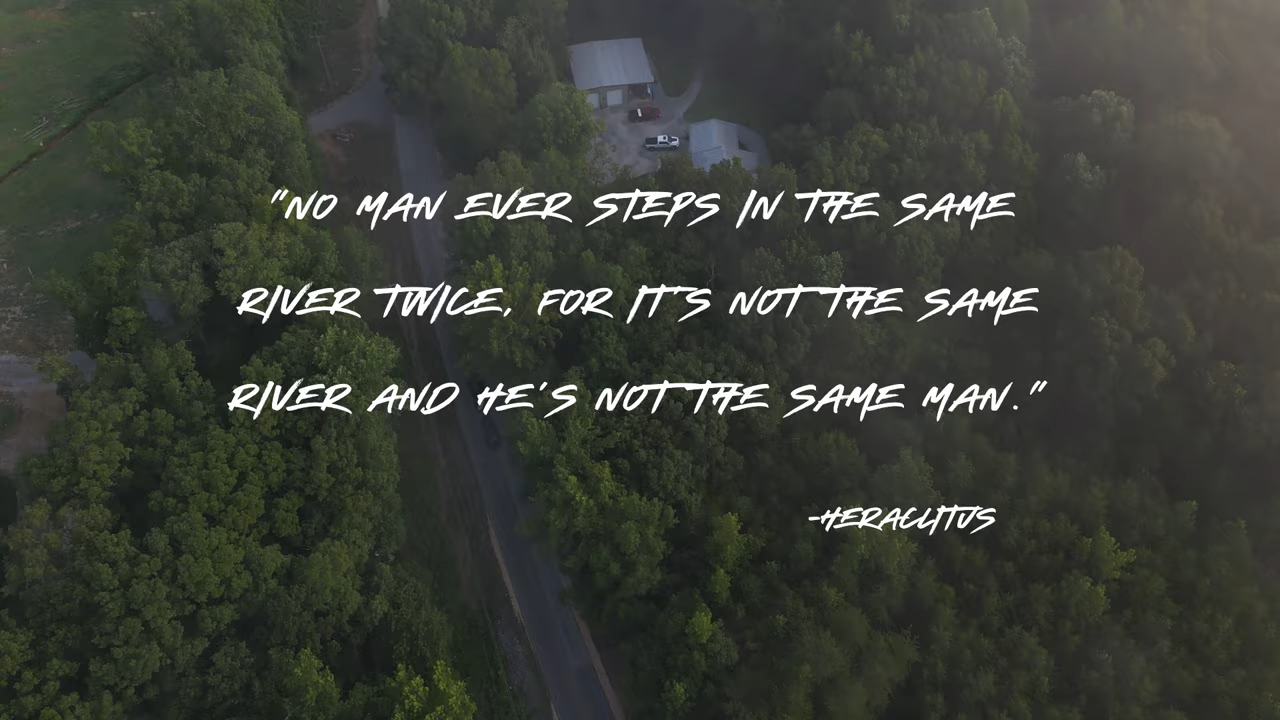 "NO MAN EVER STEPS IN THE SAME
RIVER TWICE, FOR IT'S NOT THE SAME
RIVER AND HE'S NOT THE SAME MAN."
-HERACLITUS